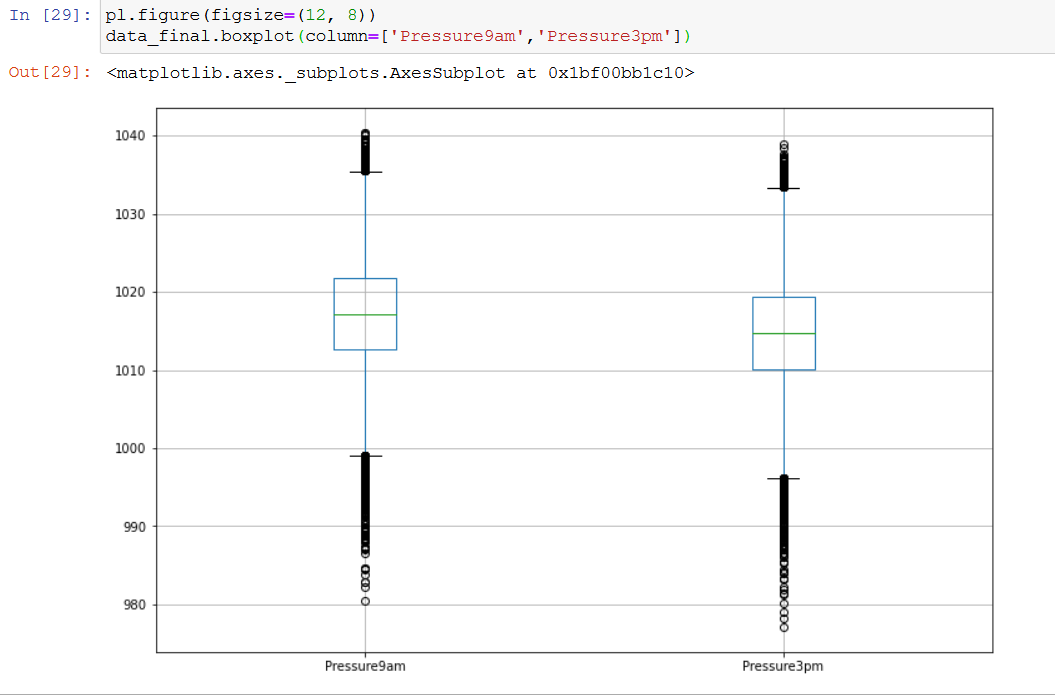 In [29]: pl.figure(figsize=(12, 8))
data_final.boxplot(column=['Pressure9am','Pressure3pm'])
Out[29]: <matplotlib.axes._subplots.AxesSubplot at 0x1bf00bb1c10>
1040
1030
1020
1010
1000
990
980
Pressure9am Pressure3pm